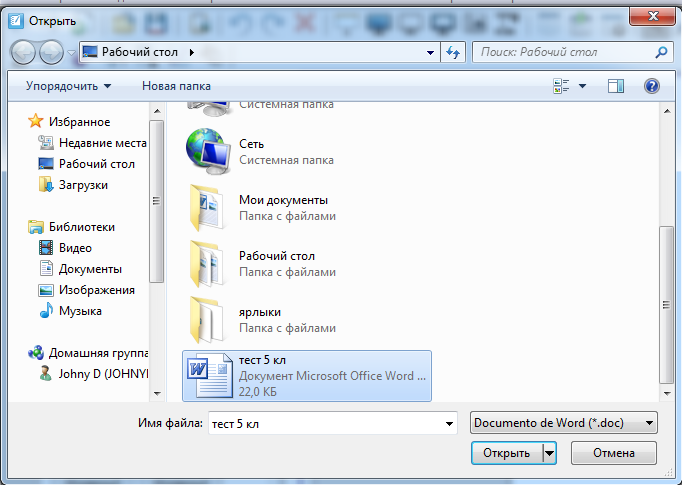 Открыть
Рабочий стол
Поиск: Рабочий стол
Упорядочить
Новая папка
Избранное
Недавние места
Рабочий стол
Загрузки
Библиотеки
Видео
Документы
Изображения
Музыка
Домашняя группа
Johny D (JOHNYI
Системная папка
Сеть
Системная папка
Мои документы
Папка с файлами
Рабочий стол
Папка с файлами
ярлыки
Папка с файлами
тест 5 кл
Документ Microsoft Office Word ...
22,0 КБ
Имя файла: тест 5 кл
Documento de Word (*.doc)
Открыть
Отмена